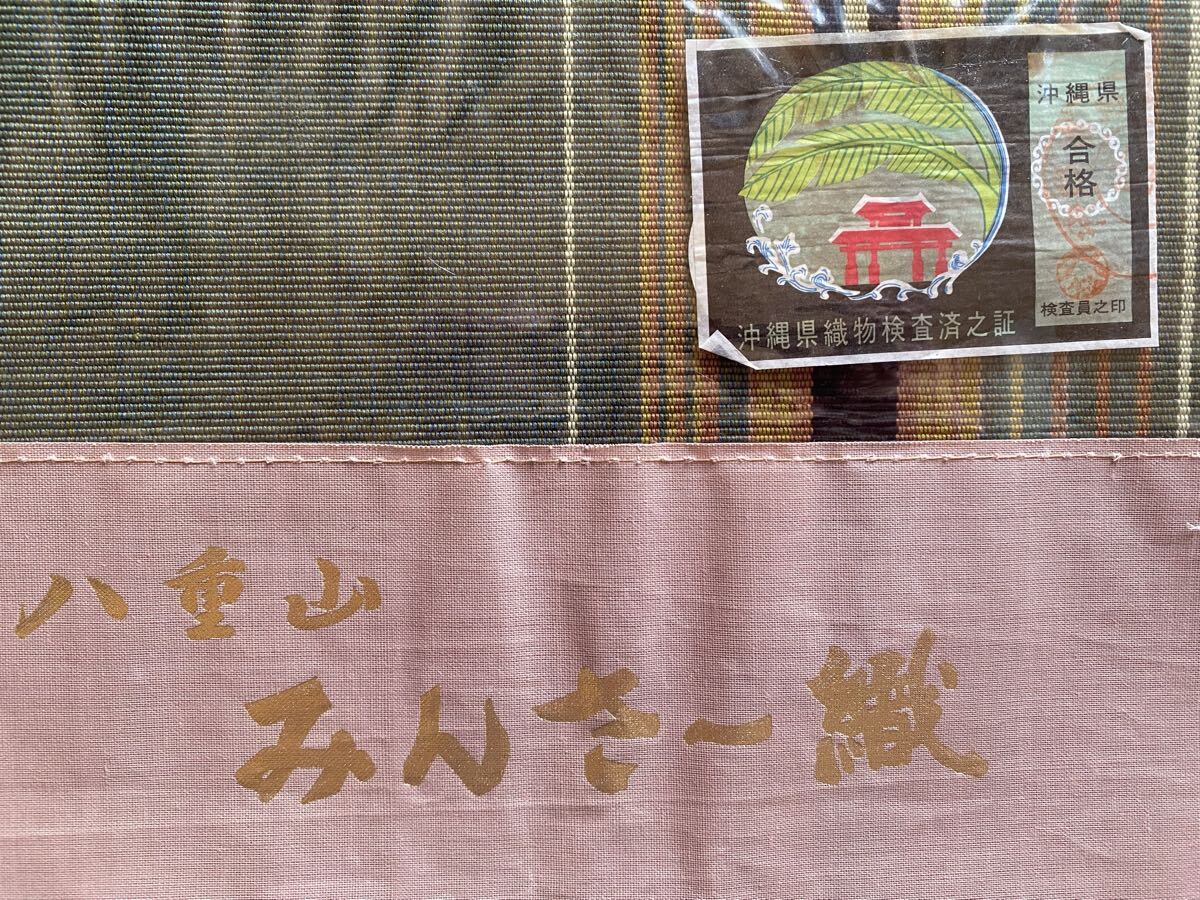 沖縄県
合格
検査員之印
沖縄県織物検査済之証
八重山
みんさー織